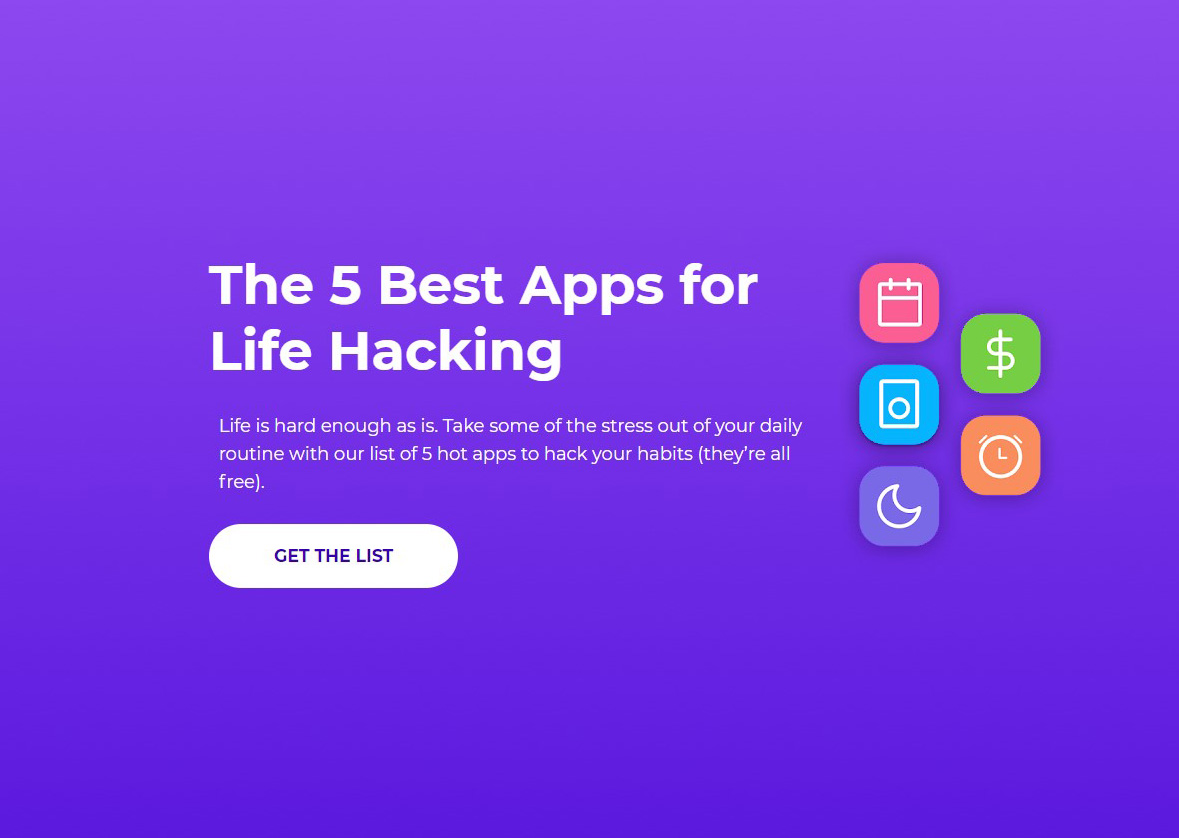 The 5 Best Apps for
Life Hacking
Life is hard enough as is. Take some of the stress out of your daily
routine with our list of 5 hot apps to hack your habits (they’re all
free).
GET THE LIST